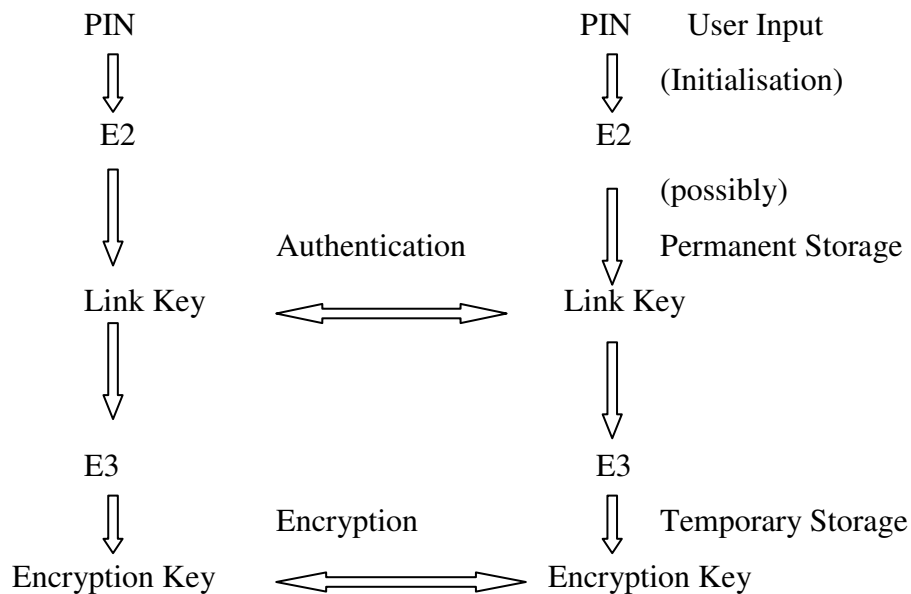 PIN PIN User Input
(Initialisation)
E2 E2
(possibly)
Authentication Permanent Storage
Link Key Link Key
E3 E3
Encryption Temporary Storage
Encryption Key Encryption Key